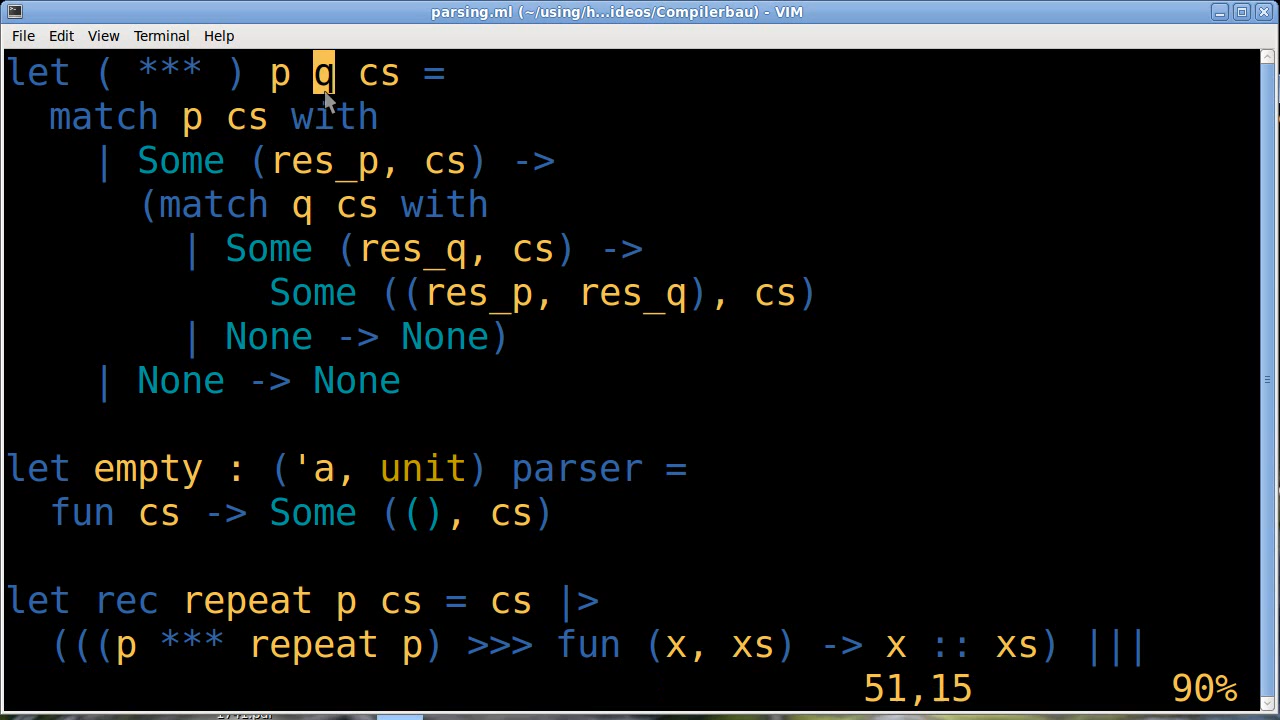 parsing.ml (~/using/h...ideos/Compilerbau) - VIM
File Edit View Terminal Help
let ( *** ) p q cs =
  match p cs with
    | Some (res_p, cs) ->
      (match q cs with
        | Some (res_q, cs) ->
            Some ((res_p, res_q), cs)
        | None -> None)
    | None -> None
let empty : ('a, unit) parser =
  fun cs -> Some ((), cs)
let rec repeat p cs = cs |>
  (((p *** repeat p) >>> fun (x, xs) -> x :: xs) |||
51,15 90%